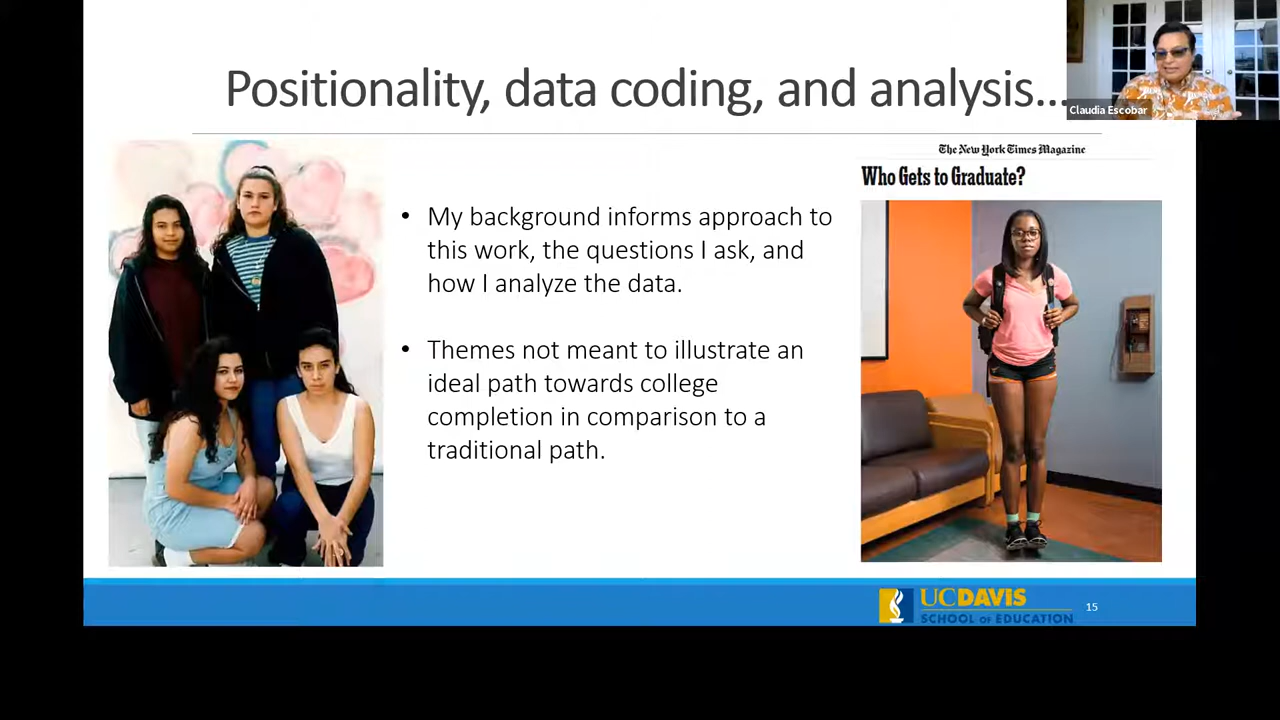 Positionality, data coding, and analysis...
Claudia Escobar
• My background informs approach to
this work, the questions I ask, and
how I analyze the data.
• Themes not meant to illustrate an
ideal path towards college
completion in comparison to a
traditional path.
The New York Times Magazine
Who Gets to Graduate?
UCDAVIS
SCHOOL OF EDUCATION
15